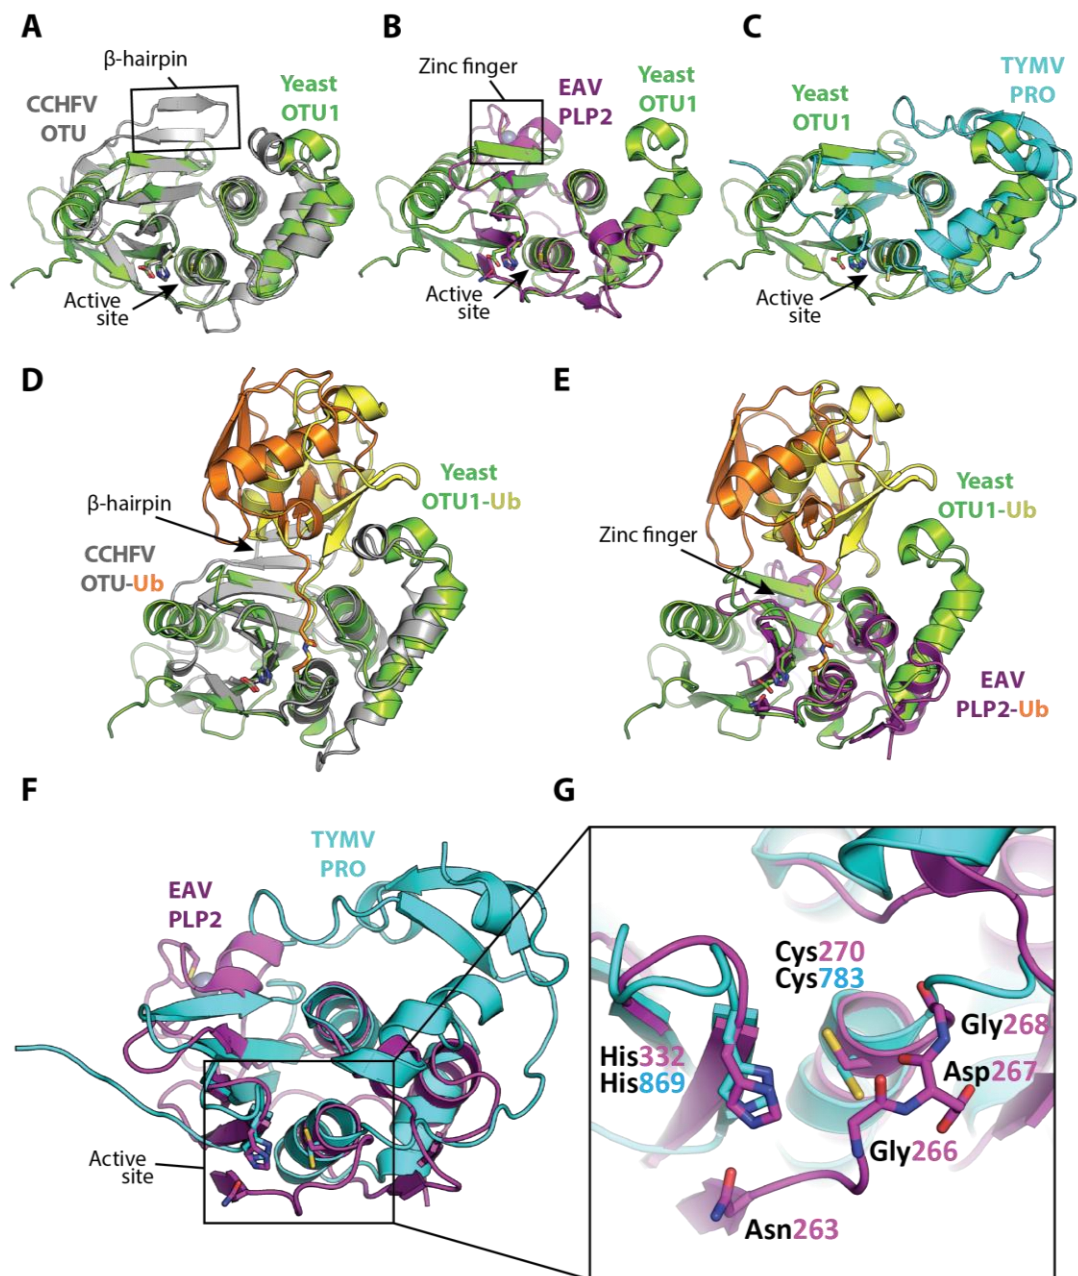 A
β-hairpin
CCHFV
OTU
Yeast
OTU1
Active
site
B
Zinc finger
EAV
PLP2
Yeast
OTU1
Active
site
C
Yeast
OTU1
TYMV
PRO
Active
site
D
β-hairpin
Yeast
OTU1-Ub
CCHFV
OTU-Ub
E
Yeast
OTU1-Ub
Zinc finger
EAV
PLP2-Ub
F
TYMV
PRO
EAV
PLP2
Active
site
G
Cys270
Cys783
His332
His869
Gly268
Asp267
Gly266
Asn263